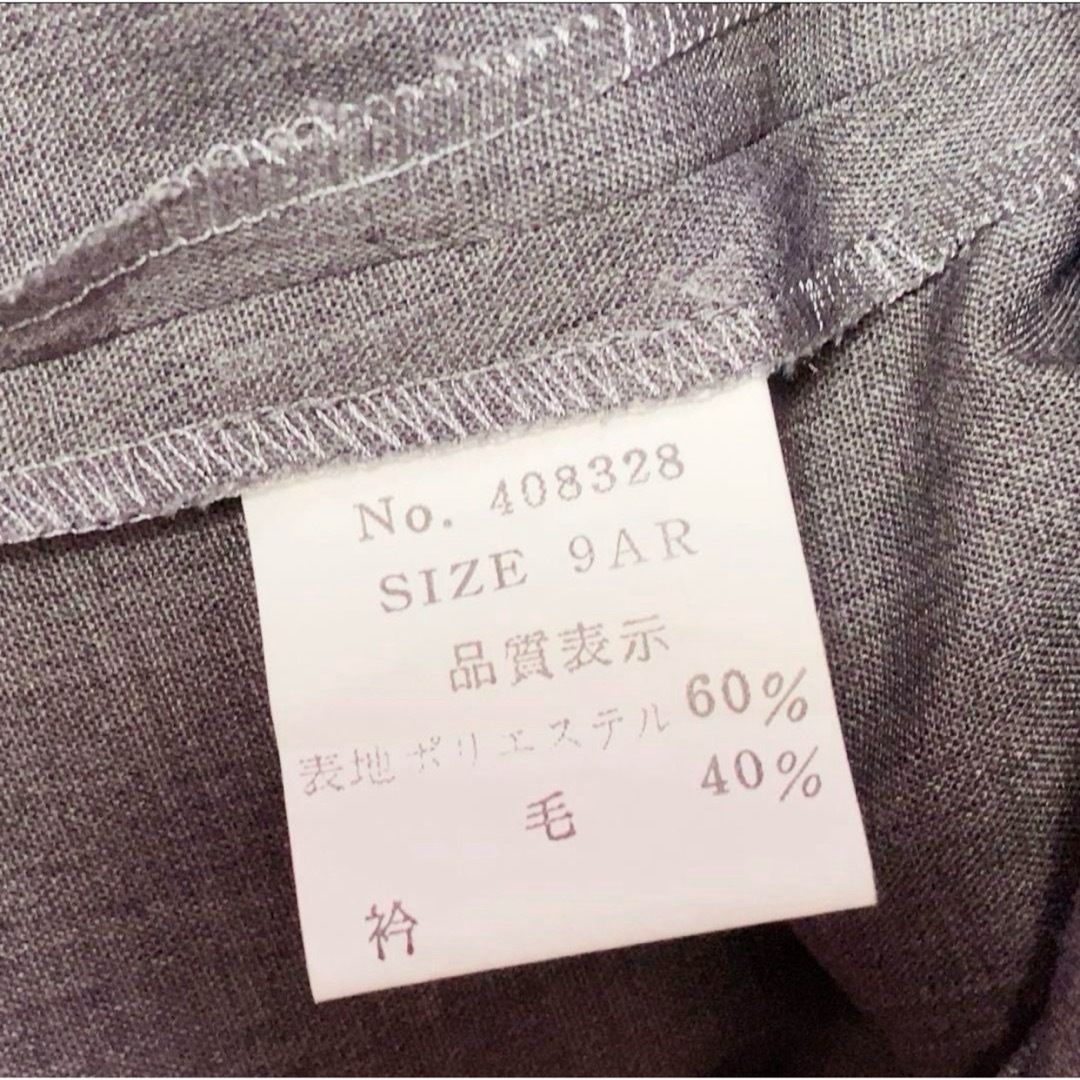 No. 408328
SIZE 9AR
品質表示
表地ポリエステル 60%
毛 40%
衿